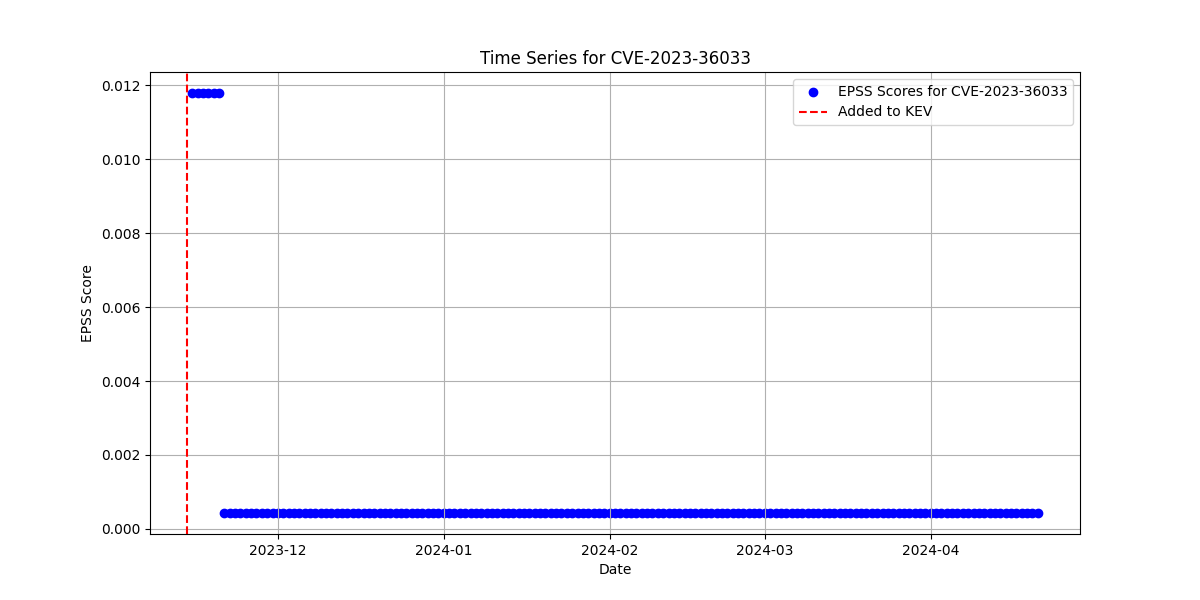 Time Series for CVE-2023-36033
EPSS Scores for CVE-2023-36033
Added to KEV
0.012
0.010
0.008
0.006
0.004
0.002
0.000
EPSS Score
2023-12
2024-01
2024-02
2024-03
2024-04
Date